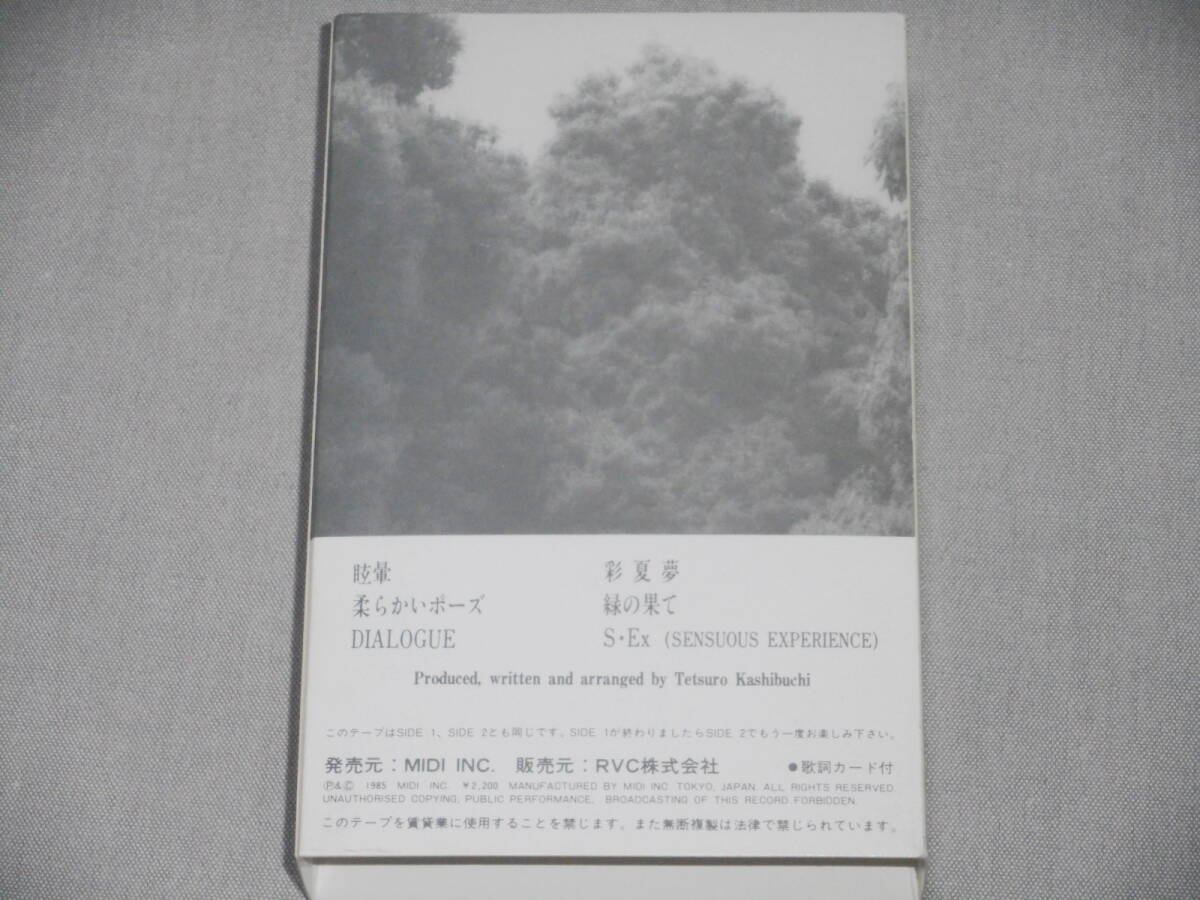 眩暈
柔らかいポーズ
DIALOGUE
彩夏夢
緑の果て
S・Ex (SENSUOUS EXPERIENCE)
Produced, written and arranged by Tetsuro Kashibuchi
このテープはSIDE 1、SIDE 2とも同じです。SIDE 1が終わりましたらSIDE 2でもう一度お楽しみ下さい。
発売元：MIDI INC. 販売元：RVC株式会社 ●歌詞カード付
Ⓟ&Ⓒ 1985 MIDI INC. ¥2,200 MANUFACTURED BY MIDI INC TOKYO, JAPAN. ALL RIGHTS RESERVED.
UNAUTHORISED COPYING, PUBLIC PERFORMANCE, BROADCASTING OF THIS RECORD FORBIDDEN.
このテープを賃貸業に使用することを禁じます。また無断複製は法律で禁じられています。